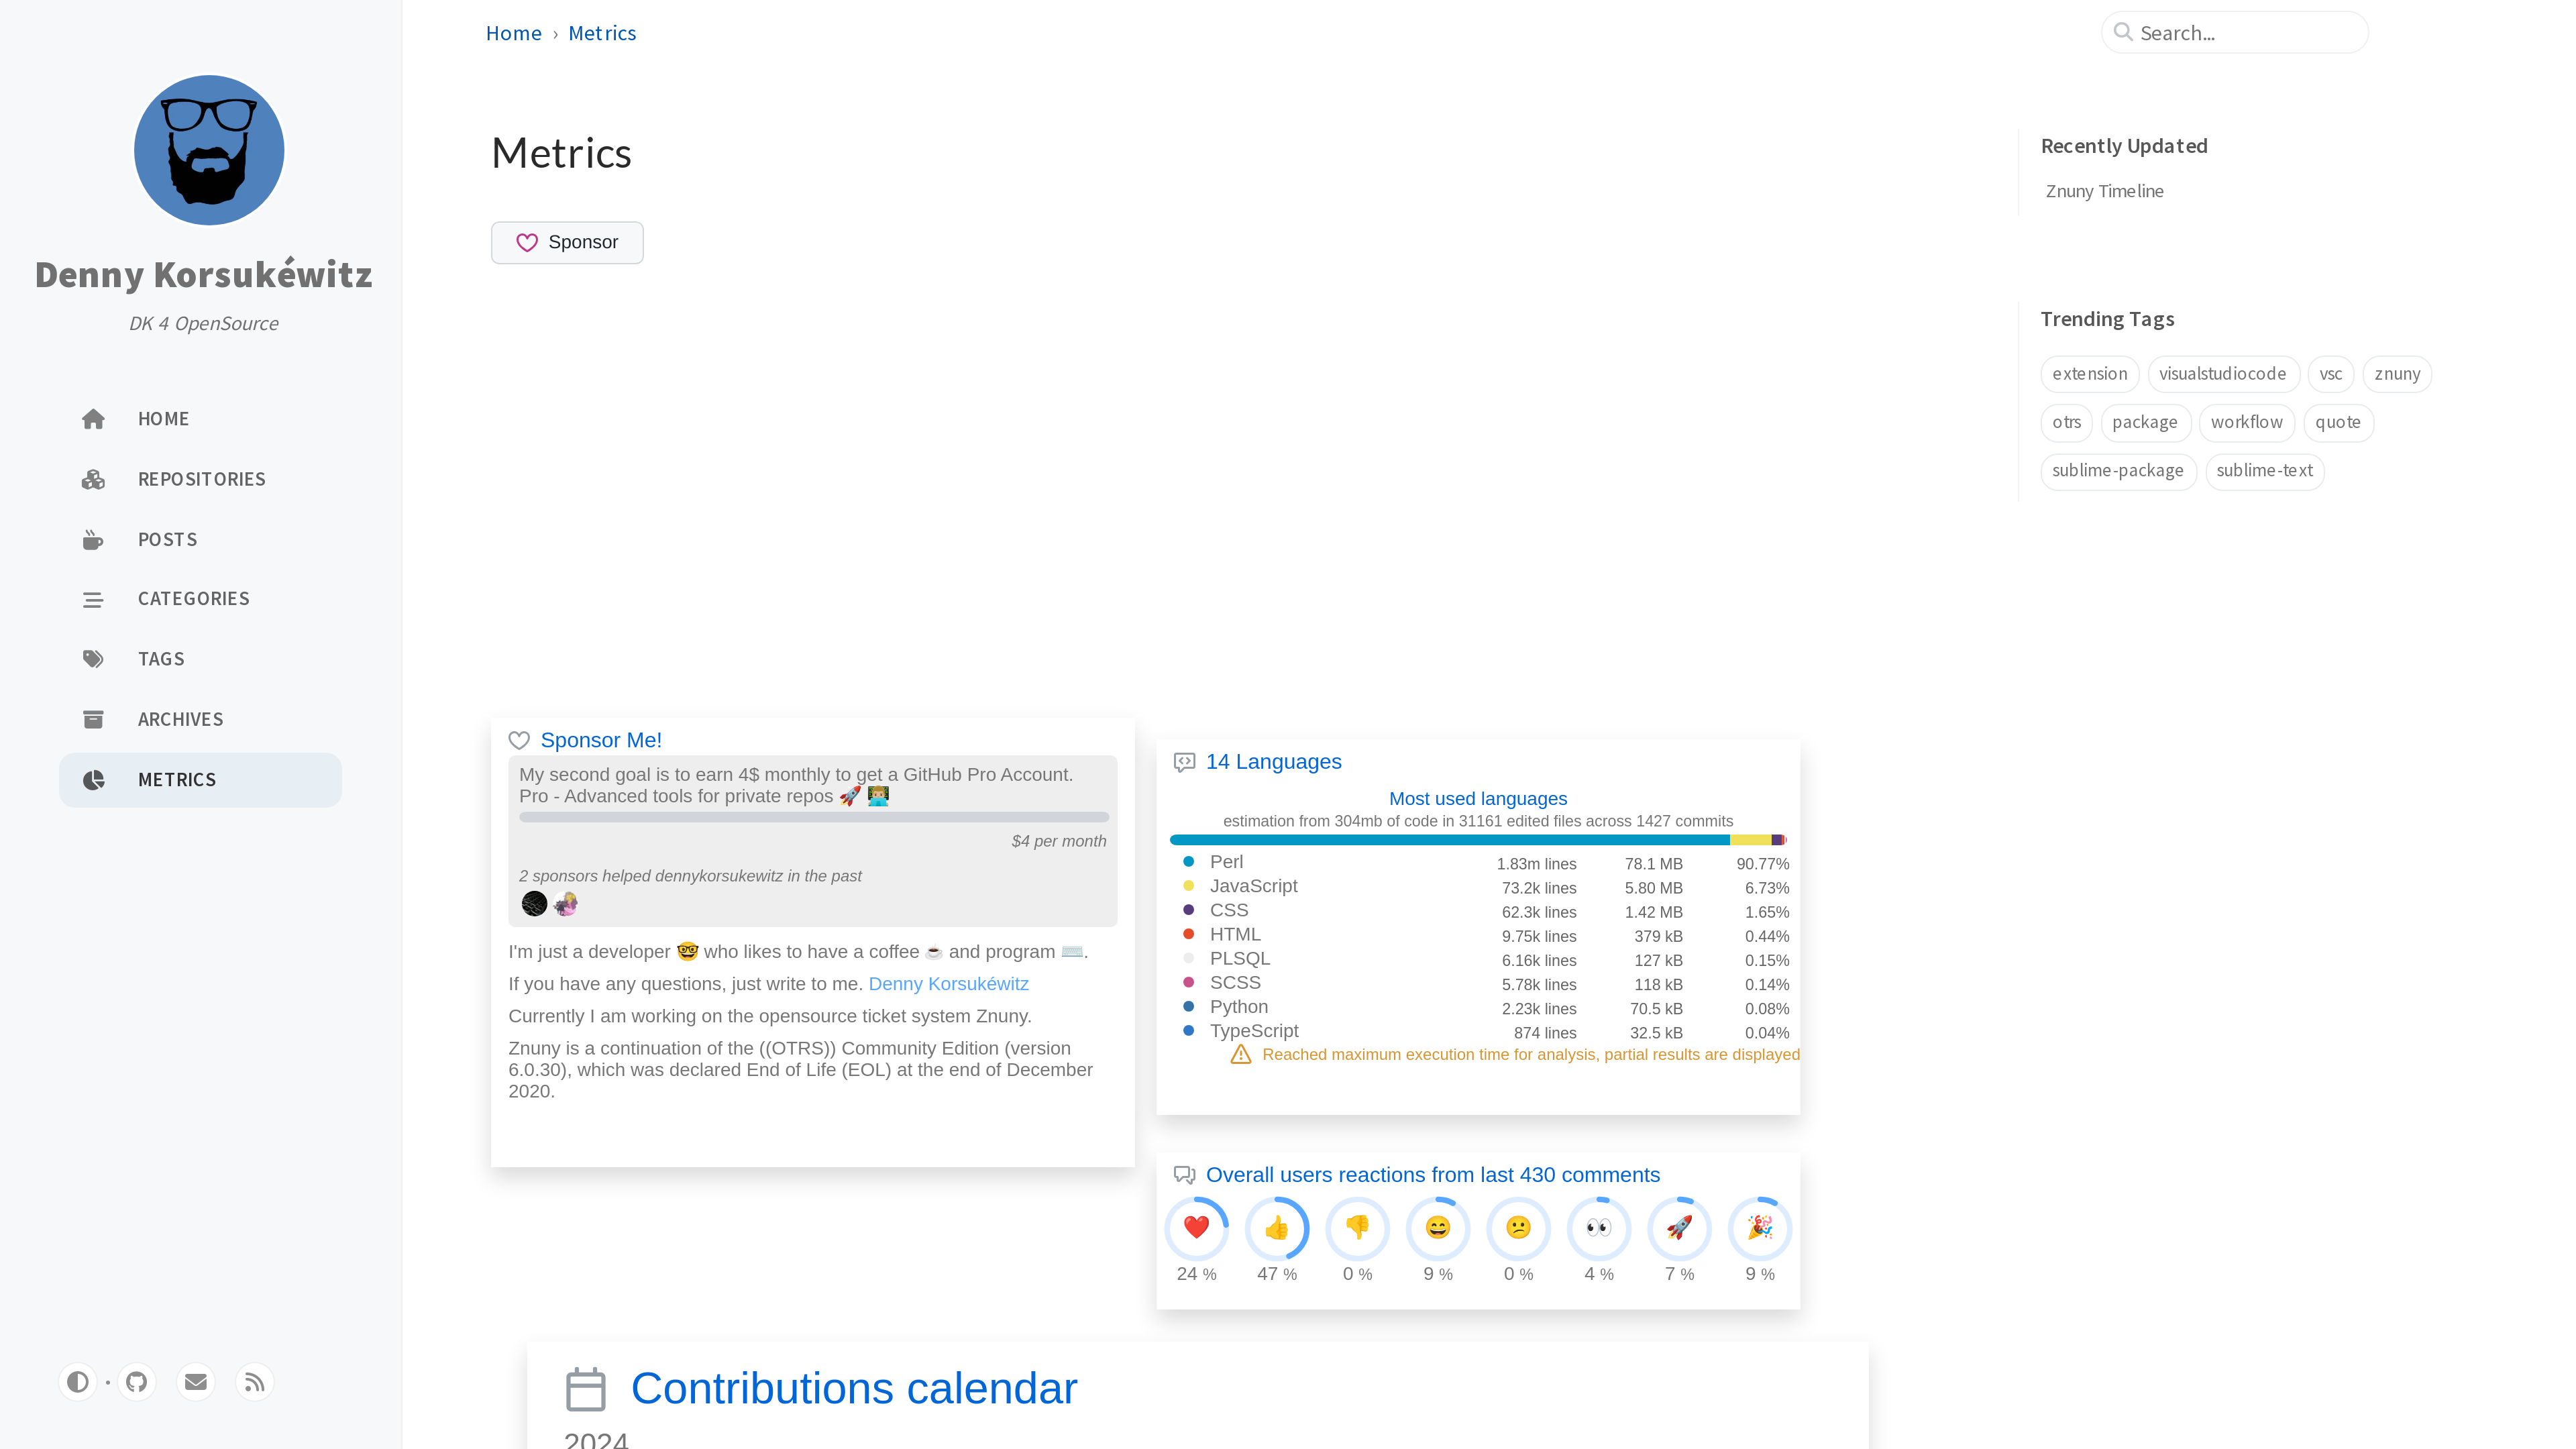 Denny Korsukéwitz
DK 4 OpenSource
HOME
REPOSITORIES
POSTS
CATEGORIES
TAGS
ARCHIVES
METRICS
Home › Metrics
Search...
Metrics
Sponsor
Sponsor Me!
My second goal is to earn 4$ monthly to get a GitHub Pro Account.
Pro - Advanced tools for private repos 🚀 👨🏼‍💻
$4 per month
2 sponsors helped dennykorsukewitz in the past
I'm just a developer 🤓 who likes to have a coffee ☕ and program ⌨️.
If you have any questions, just write to me. Denny Korsukéwitz
Currently I am working on the opensource ticket system Znuny.
Znuny is a continuation of the ((OTRS)) Community Edition (version
6.0.30), which was declared End of Life (EOL) at the end of December
2020.
14 Languages
Most used languages
estimation from 304mb of code in 31161 edited files across 1427 commits
Perl 1.83m lines 78.1 MB 90.77%
JavaScript 73.2k lines 5.80 MB 6.73%
CSS 62.3k lines 1.42 MB 1.65%
HTML 9.75k lines 379 kB 0.44%
PLSQL 6.16k lines 127 kB 0.15%
SCSS 5.78k lines 118 kB 0.14%
Python 2.23k lines 70.5 kB 0.08%
TypeScript 874 lines 32.5 kB 0.04%
Reached maximum execution time for analysis, partial results are displayed
Overall users reactions from last 430 comments
24 % 47 % 0 % 9 % 0 % 4 % 7 % 9 %
Contributions calendar
2024
Recently Updated
Znuny Timeline
Trending Tags
extension visualstudiocode vsc znuny
otrs package workflow quote
sublime-package sublime-text